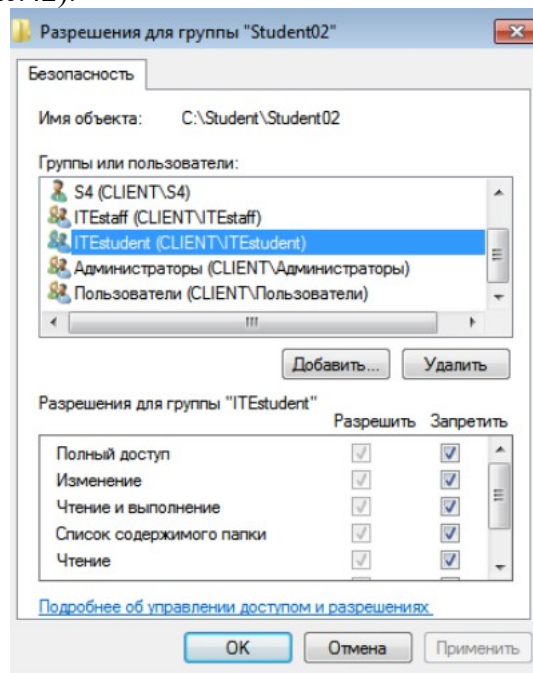 Разрешения для группы "Student02"
Безопасность
Имя объекта: C:\Student\Student02
Группы или пользователи:
S4 (CLIENT\S4)
ITEstaff (CLIENT\ITEstaff)
ITEstudent (CLIENT\ITEstudent)
Администраторы (CLIENT\Администраторы)
Пользователи (CLIENT\Пользователи)
Добавить... Удалить
Разрешения для группы "ITEstudent"
Разрешить Запретить
Полный доступ
Изменение
Чтение и выполнение
Список содержимого папки
Чтение
Подробнее об управлении доступом и разрешениях
ОК Отмена Применить